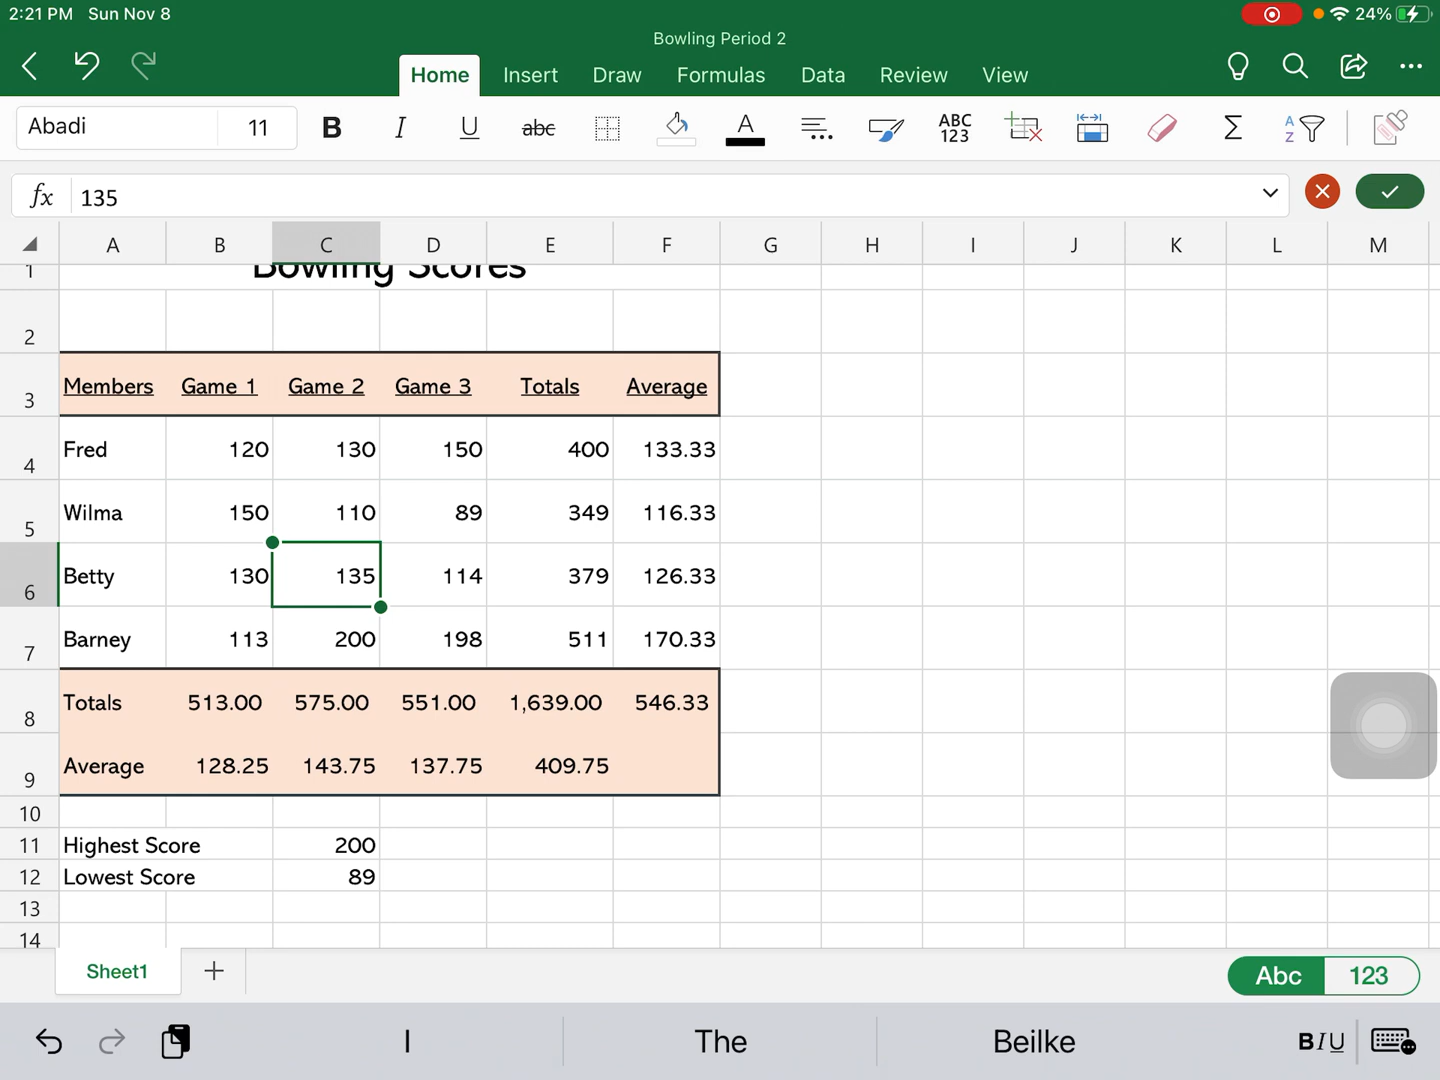 2:21 PM Sun Nov 8 24%
Bowling Period 2
Home Insert Draw Formulas Data Review View
Abadi 11 B I U abc A ABC 123 Σ A Z
fx 135
A B C D E F G H I J K L M
1 Bowling Scores
2
3 Members Game 1 Game 2 Game 3 Totals Average
4 Fred 120 130 150 400 133.33
5 Wilma 150 110 89 349 116.33
6 Betty 130 135 114 379 126.33
7 Barney 113 200 198 511 170.33
8 Totals 513.00 575.00 551.00 1,639.00 546.33
9 Average 128.25 143.75 137.75 409.75
10
11 Highest Score 200
12 Lowest Score 89
13
14
Sheet1 + Abc 123
I The Beilke BIU